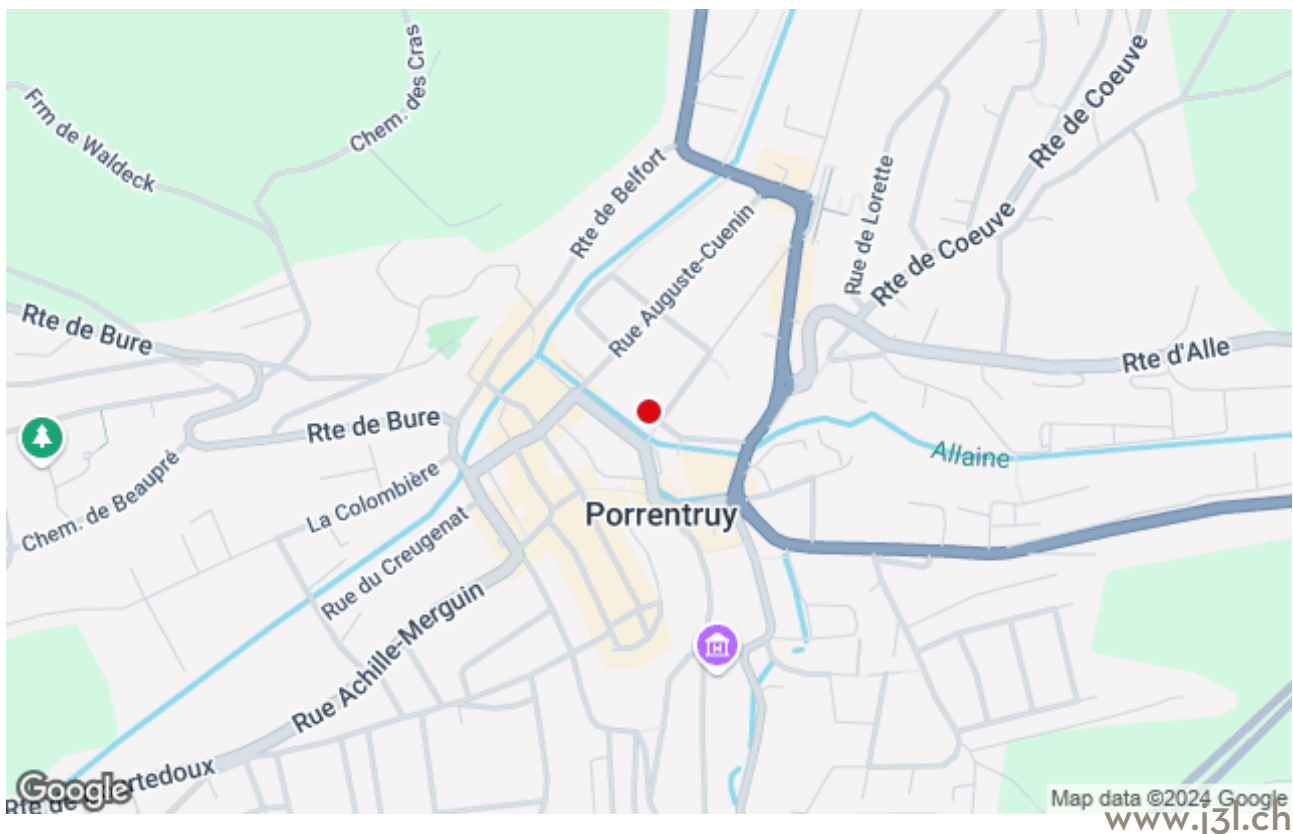 Chem. des Cras
Frm de Waldeck
Rte de Coeuve
Rte de Belfort
Rue de Lorette
Rue Auguste-Cuenin
Rte de Coeuve
Rte de Bure
Rte d'Alle
Rte de Bure
Allaine
Chem. de Beaupré
La Colombière
Porrentruy
Rue du Creugenat
Rue Achille-Merguin
H
Google
Rte de
rtedoux
Map data ©2024 Google
www.j3l.ch